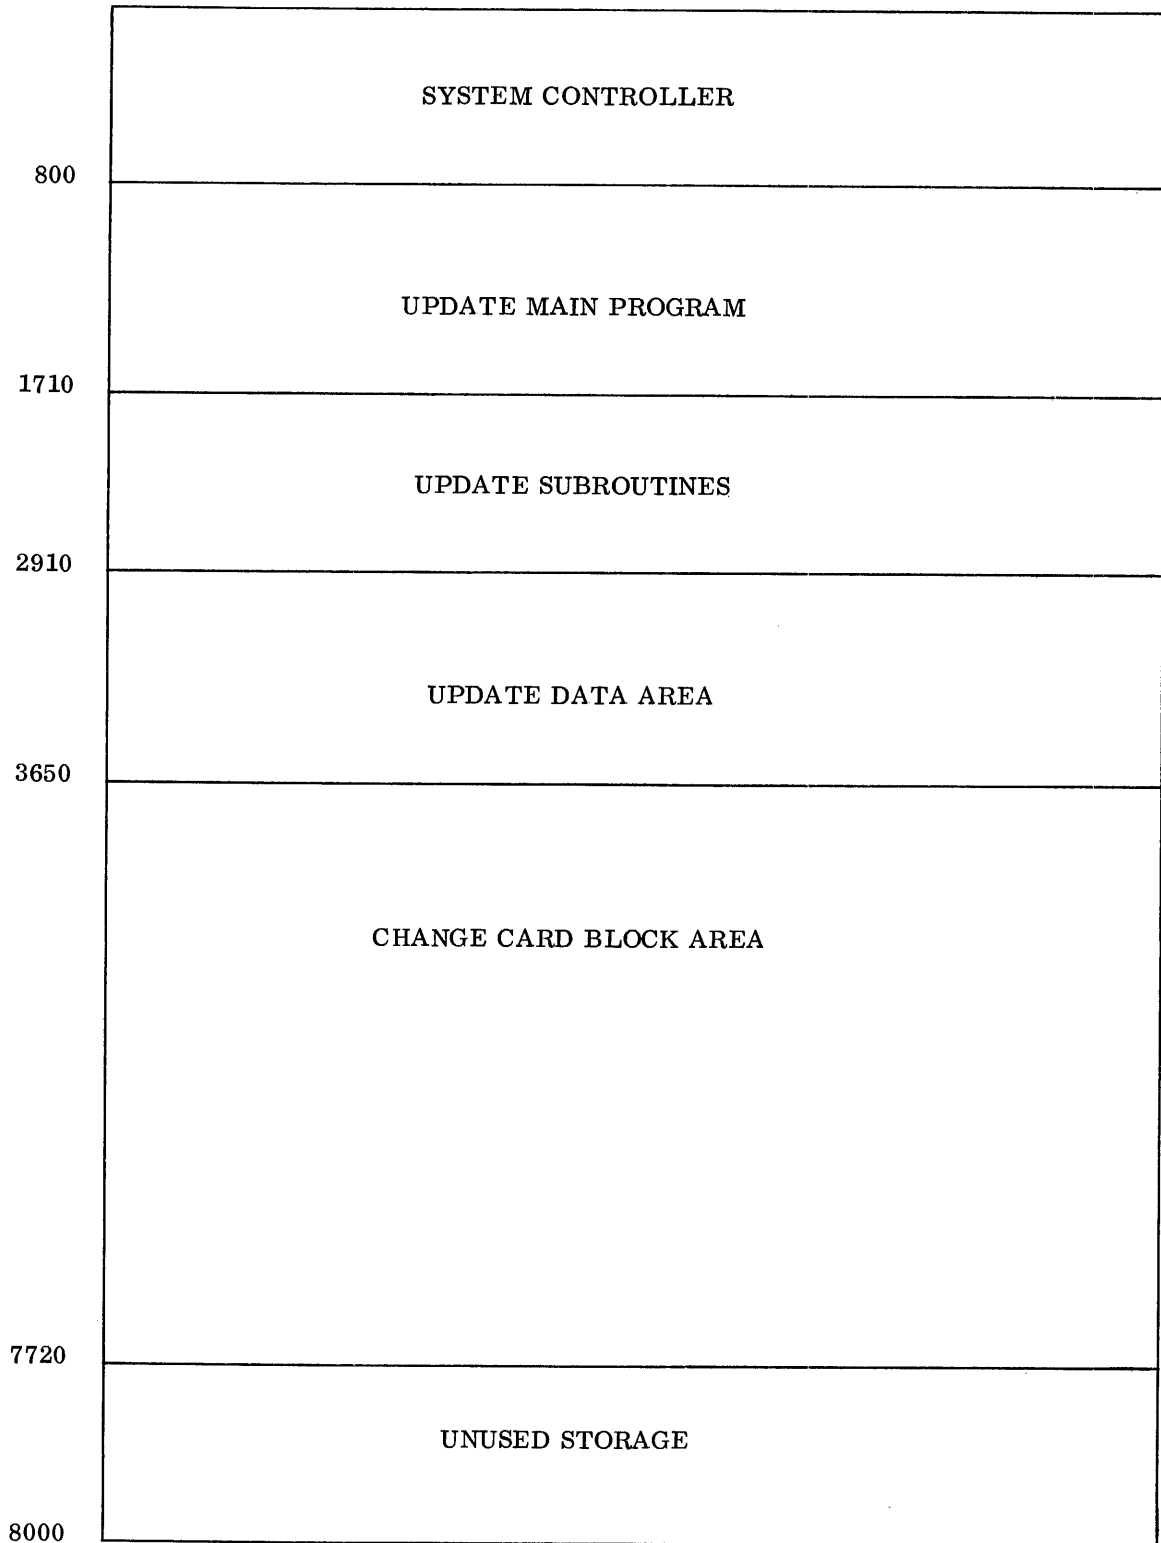 SYSTEM CONTROLLER
800
UPDATE MAIN PROGRAM
1710
UPDATE SUBROUTINES
2910
UPDATE DATA AREA
3650
CHANGE CARD BLOCK AREA
7720
UNUSED STORAGE
8000